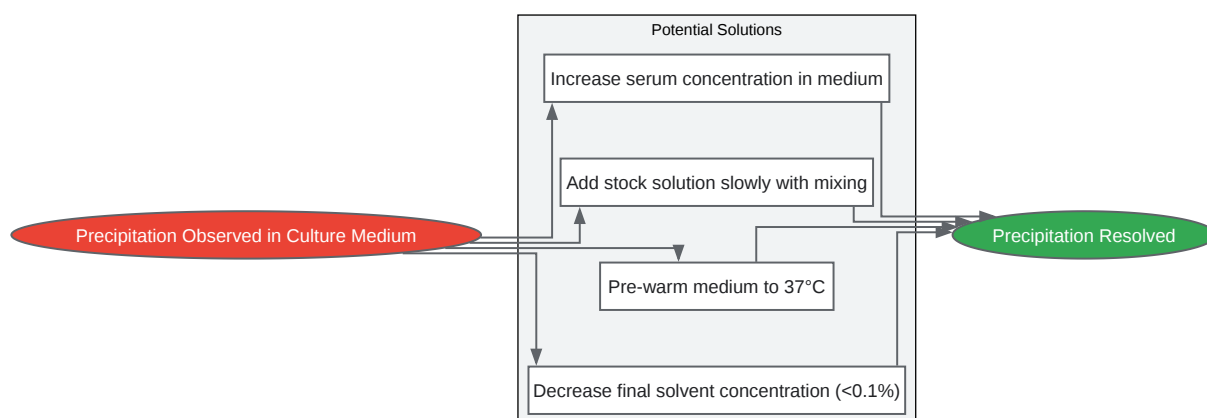 Potential Solutions
Increase serum concentration in medium
Add stock solution slowly with mixing
Precipitation Observed in Culture Medium
Precipitation Resolved
Pre-warm medium to 37°C
Decrease final solvent concentration (<0.1%)